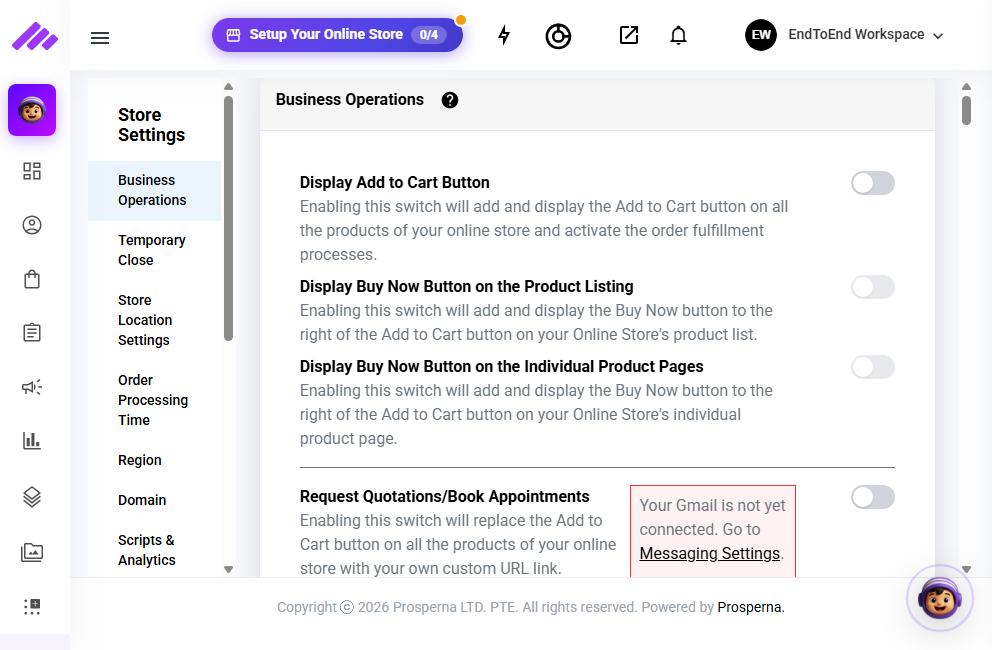 Setup Your Online Store 0/4
EW EndToEnd Workspace
Store
Settings
Business
Operations
Temporary
Close
Store
Location
Settings
Order
Processing
Time
Region
Domain
Scripts &
Analytics
Business Operations ?
Display Add to Cart Button
Enabling this switch will add and display the Add to Cart button on all
the products of your online store and activate the order fulfillment
processes.
Display Buy Now Button on the Product Listing
Enabling this switch will add and display the Buy Now button to the
right of the Add to Cart button on your Online Store's product list.
Display Buy Now Button on the Individual Product Pages
Enabling this switch will add and display the Buy Now button to the
right of the Add to Cart button on your Online Store's individual
product page.
Request Quotations/Book Appointments
Enabling this switch will replace the Add to
Cart button on all the products of your online
store with your own custom URL link.
Your Gmail is not yet
connected. Go to
Messaging Settings.
Copyright © 2026 Prosperna LTD. PTE. All rights reserved. Powered by Prosperna.